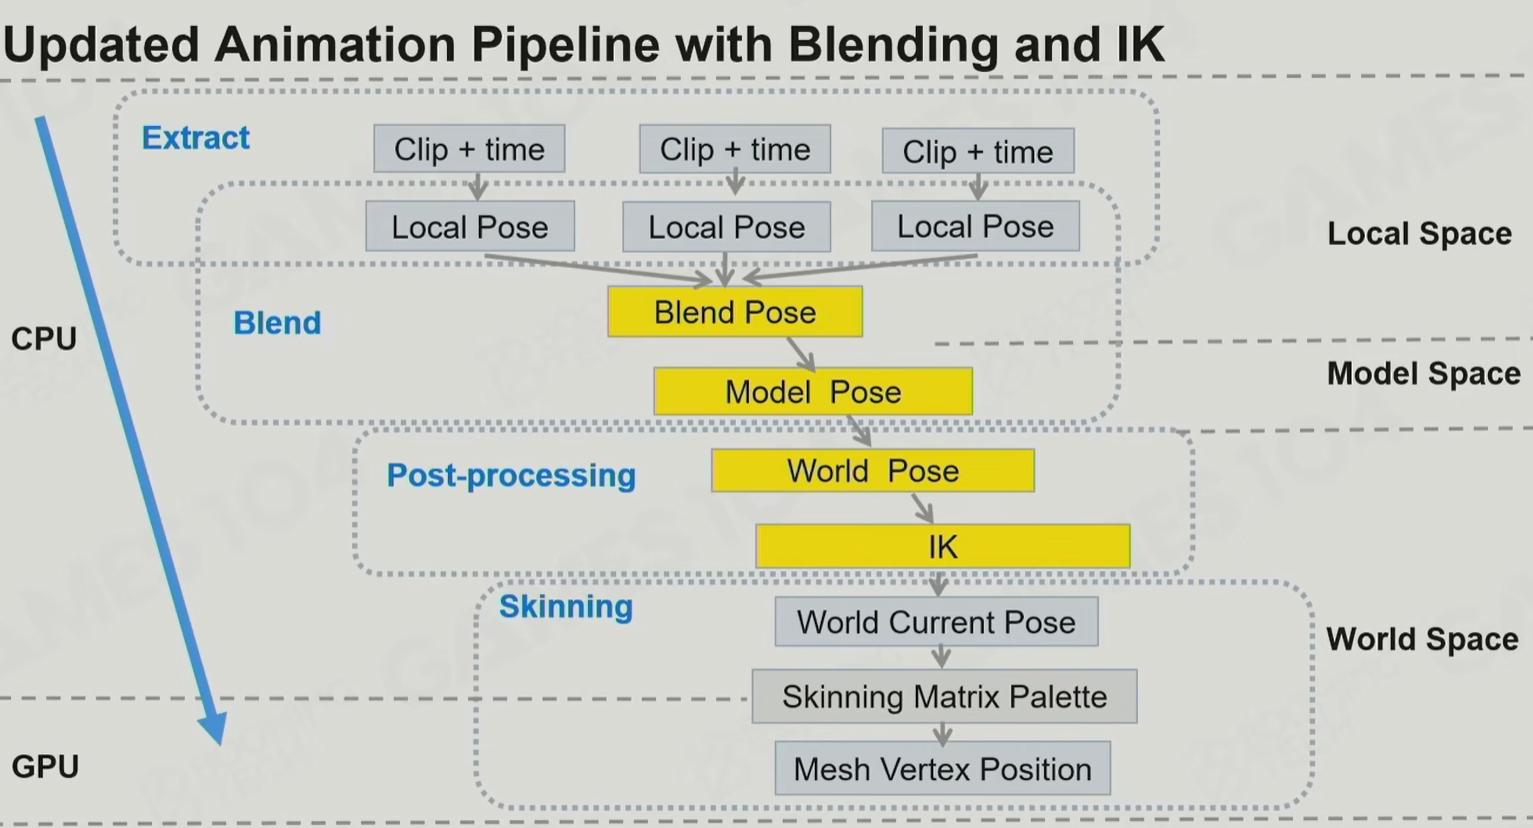 Updated Animation Pipeline with Blending and IK
Extract
Clip + time
Clip + time
Clip + time
Local Pose
Local Pose
Local Pose
Local Space
Blend
Blend Pose
CPU
Model Space
Model Pose
Post-processing
World Pose
IK
Skinning
World Current Pose
World Space
Skinning Matrix Palette
GPU
Mesh Vertex Position